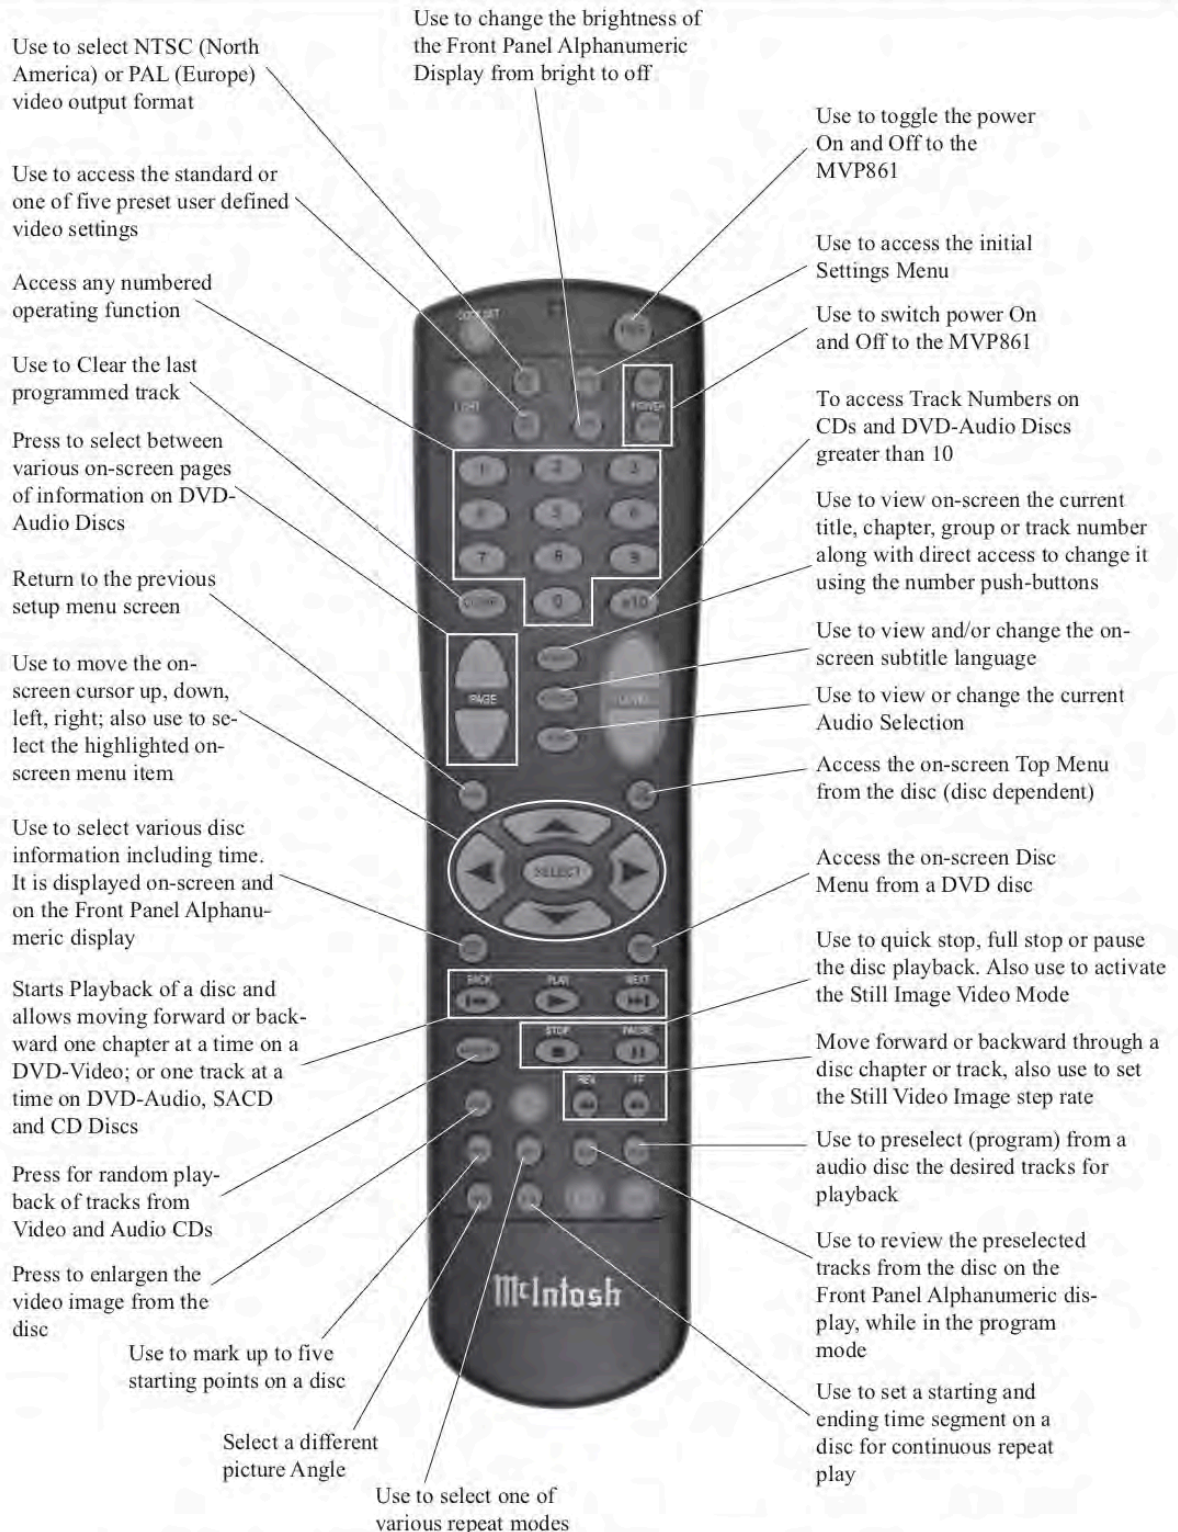 Use to change the brightness of
the Front Panel Alphanumeric
Display from bright to off
Use to select NTSC (North
America) or PAL (Europe)
video output format
Use to access the standard or
one of five preset user defined
video settings
Access any numbered
operating function
Use to Clear the last
programmed track
Press to select between
various on-screen pages
of information on DVD-
Audio Discs
Return to the previous
setup menu screen
Use to move the on-
screen cursor up, down,
left, right; also use to se-
lect the highlighted on-
screen menu item
Use to select various disc
information including time.
It is displayed on-screen and
on the Front Panel Alphanu-
meric display
Starts Playback of a disc and
allows moving forward or back-
ward one chapter at a time on a
DVD-Video; or one track at a
time on DVD-Audio, SACD
and CD Discs
Press for random play-
back of tracks from
Video and Audio CDs
Press to enlargen the
video image from the
disc
Use to mark up to five
starting points on a disc
Select a different
picture Angle
Use to select one of
various repeat modes
LIGHT
POWER
1 2 3
4 5 6
7 8 9
CLEAR 0
PAGE
LEVEL
SELECT
BACK PLAY NEXT
STOP PAUSE
REV FF
McIntosh
Use to toggle the power
On and Off to the
MVP861
Use to access the initial
Settings Menu
Use to switch power On
and Off to the MVP861
To access Track Numbers on
CDs and DVD-Audio Discs
greater than 10
Use to view on-screen the current
title, chapter, group or track number
along with direct access to change it
using the number push-buttons
Use to view and/or change the on-
screen subtitle language
Use to view or change the current
Audio Selection
Access the on-screen Top Menu
from the disc (disc dependent)
Access the on-screen Disc
Menu from a DVD disc
Use to quick stop, full stop or pause
the disc playback. Also use to activate
the Still Image Video Mode
Move forward or backward through a
disc chapter or track, also use to set
the Still Video Image step rate
Use to preselect (program) from a
audio disc the desired tracks for
playback
Use to review the preselected
tracks from the disc on the
Front Panel Alphanumeric dis-
play, while in the program
mode
Use to set a starting and
ending time segment on a
disc for continuous repeat
play